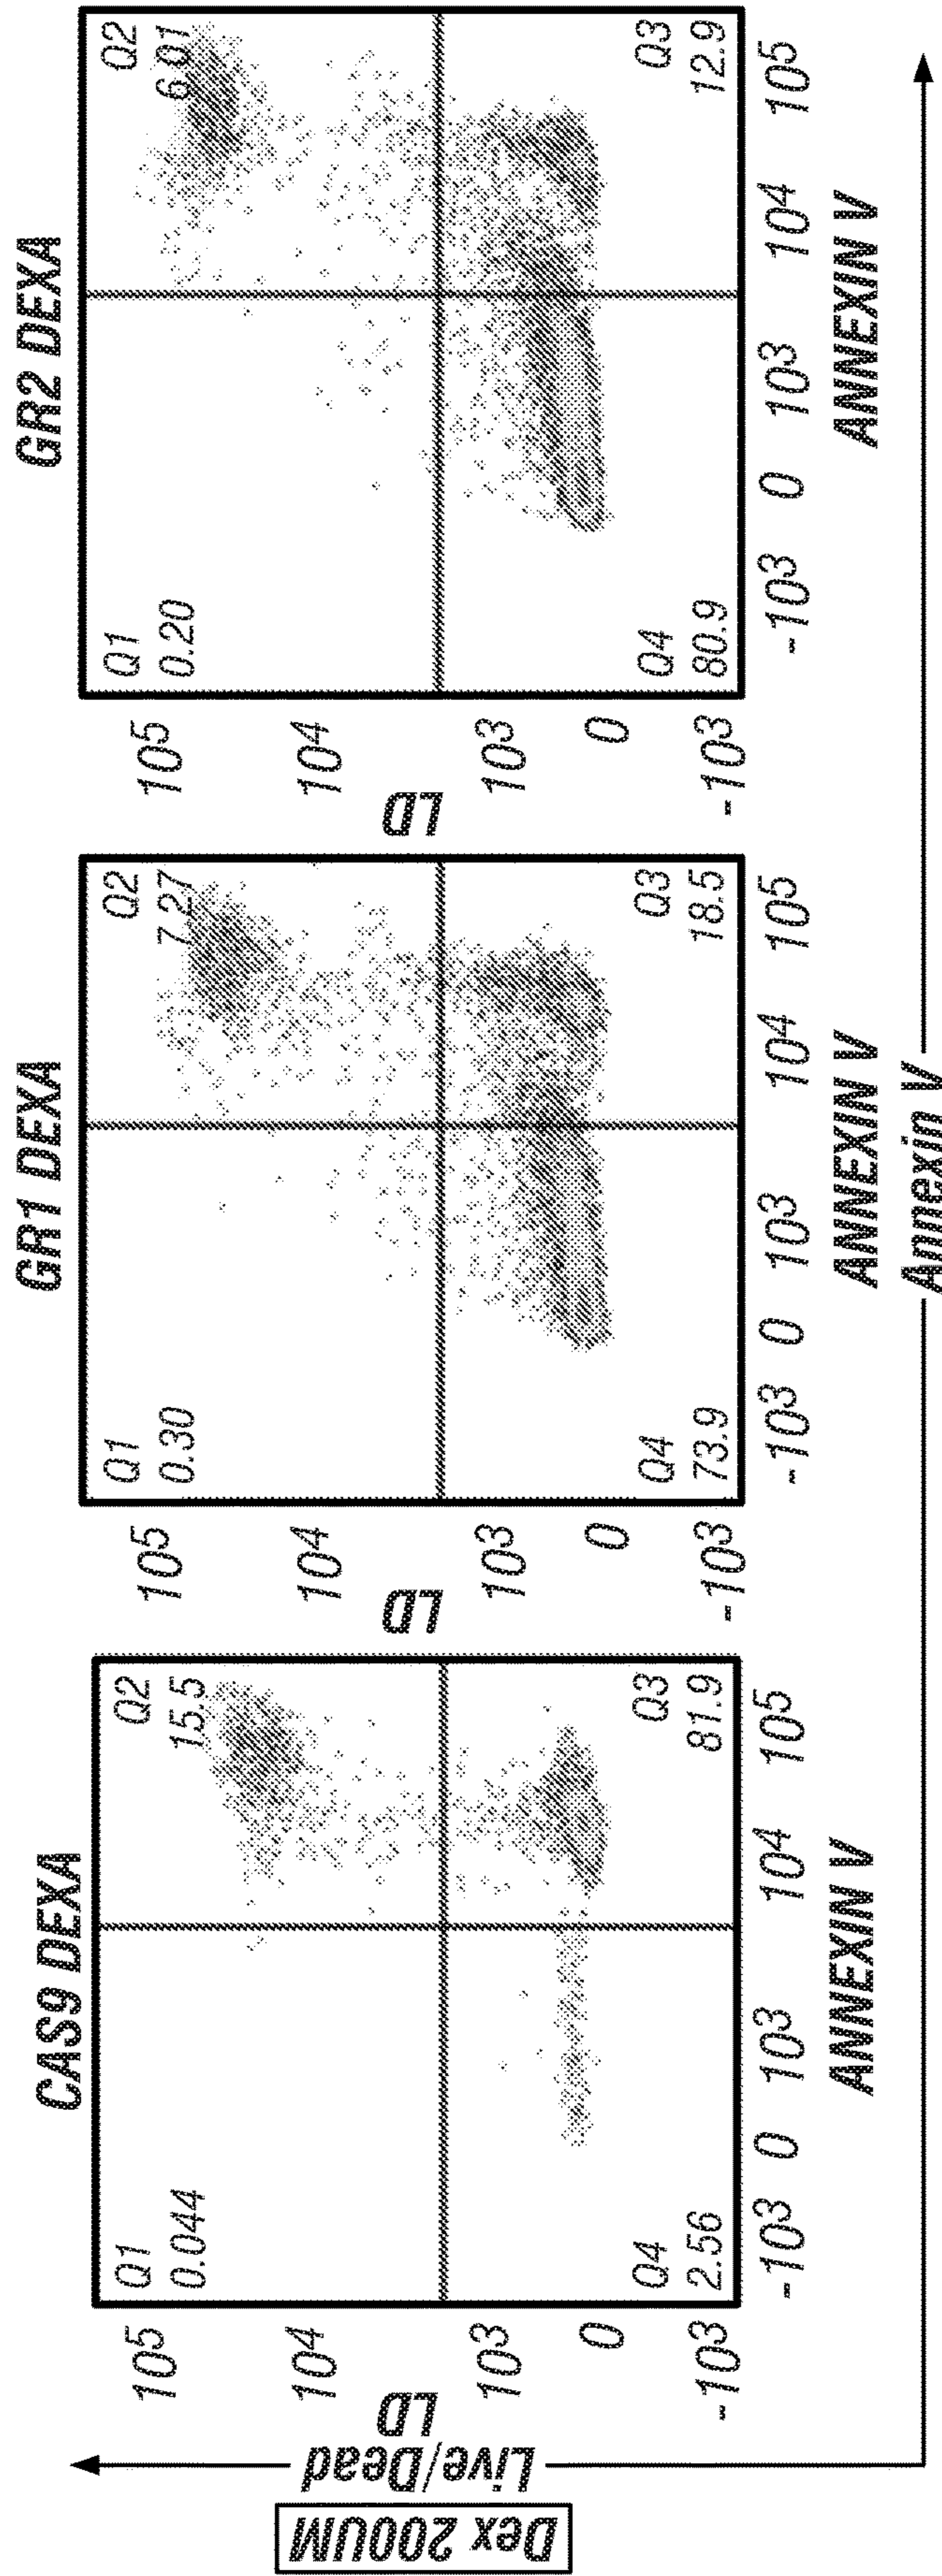 CAS9 DEXA
Q1
0.044
Q2
15.5
Q4
2.56
Q3
81.9
10⁵
10⁴
10³
0
-10³
LD
-10³ 0 10³ 10⁴ 10⁵
ANNEXIN V
GR1 DEXA
Q1
0.30
Q2
7.27
Q4
73.9
Q3
18.5
10⁵
10⁴
10³
0
-10³
LD
-10³ 0 10³ 10⁴ 10⁵
ANNEXIN V
GR2 DEXA
Q1
0.20
Q2
6.01
Q4
80.9
Q3
12.9
10⁵
10⁴
10³
0
-10³
LD
-10³ 0 10³ 10⁴ 10⁵
ANNEXIN V
Dex 200UM
Live/Dead
Annexin V